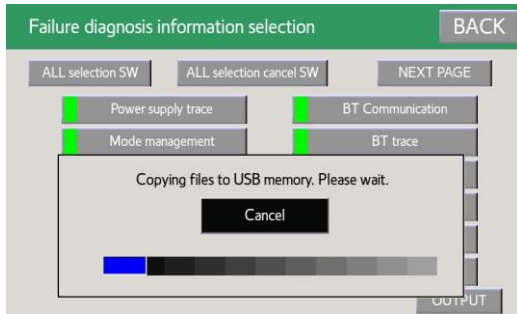 Failure diagnosis information selection BACK
ALL selection SW ALL selection cancel SW NEXT PAGE
Power supply trace BT Communication
Mode management BT trace
Copying files to USB memory. Please wait.
Cancel
OUTPUT